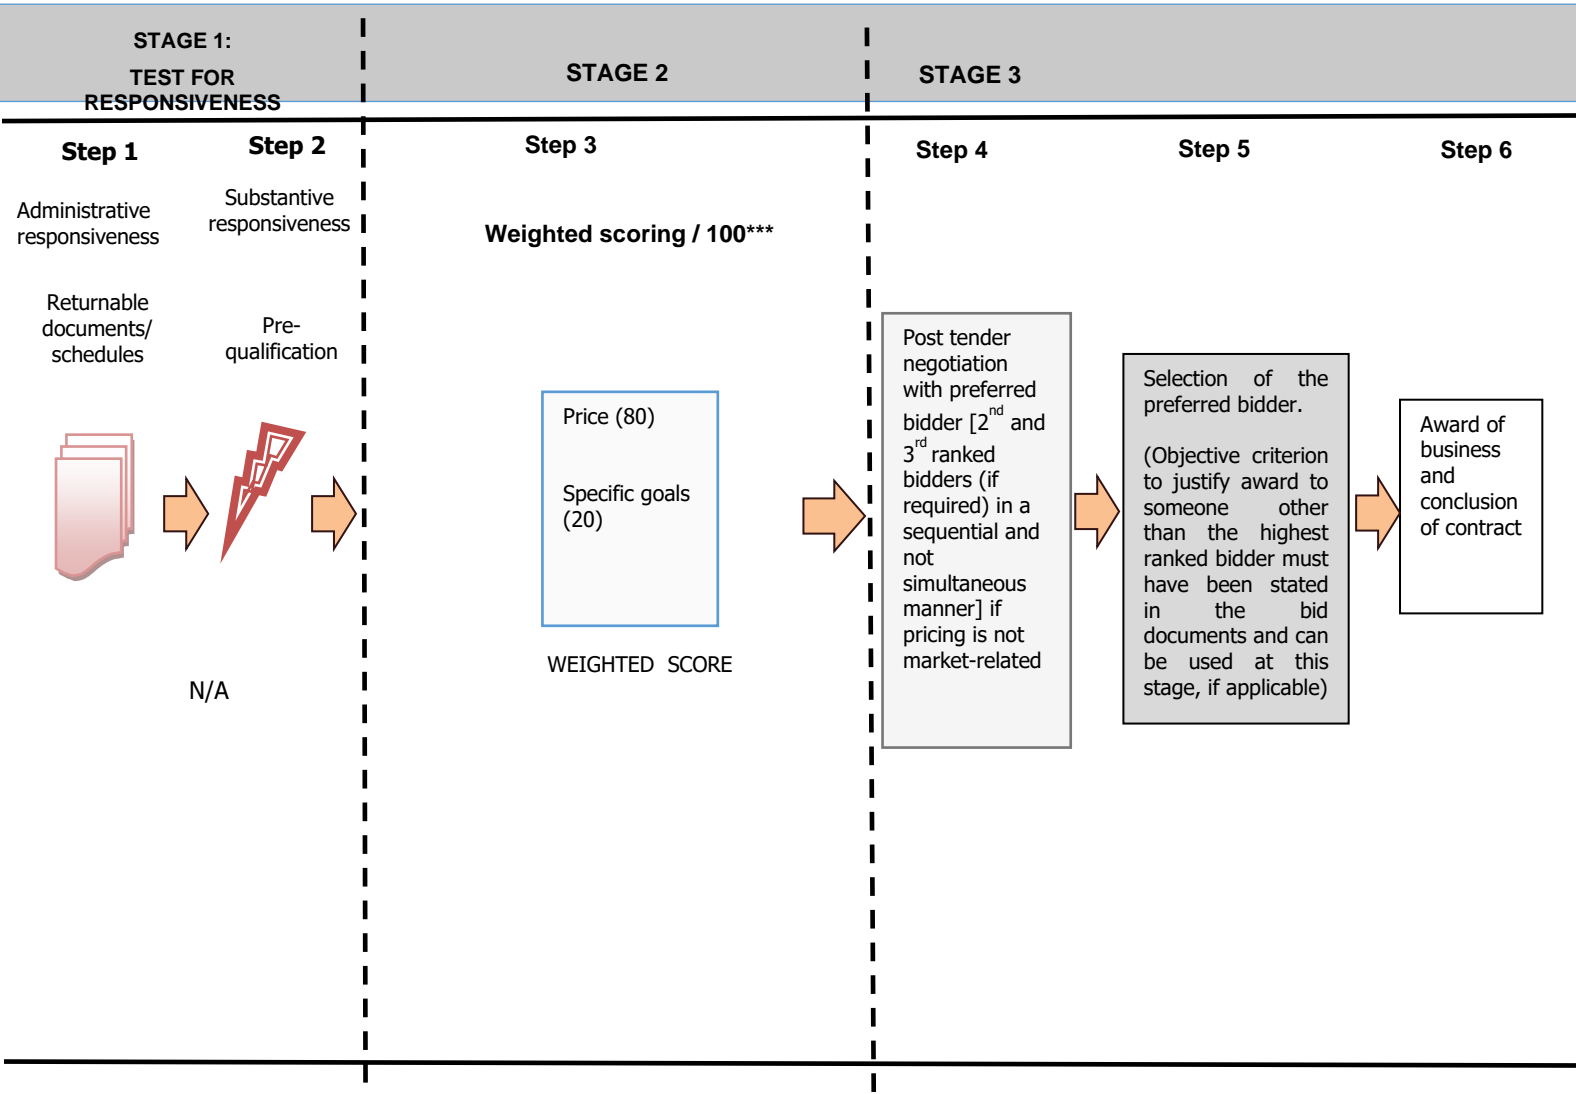 STAGE 1:
TEST FOR
RESPONSIVENESS
STAGE 2
STAGE 3
Step 1
Step 2
Step 3
Step 4
Step 5
Step 6
Administrative
responsiveness
Substantive
responsiveness
Weighted scoring / 100***
Returnable
documents/
schedules
Pre-
qualification
Price (80)
Specific goals
(20)
WEIGHTED SCORE
N/A
Post tender
negotiation
with preferred
bidder [2nd and
3rd ranked
bidders (if
required) in a
sequential and
not
simultaneous
manner] if
pricing is not
market-related
Selection of the
preferred bidder.
(Objective criterion
to justify award to
someone other
than the highest
ranked bidder must
have been stated
in the bid
documents and can
be used at this
stage, if applicable)
Award of
business
and
conclusion
of contract